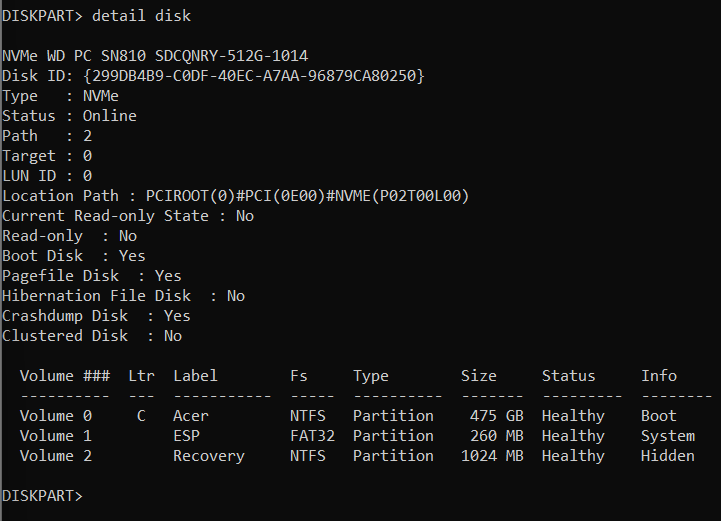 DISKPART> detail disk
NVMe WD PC SN810 SDCQNRY-512G-1014
Disk ID: {299DB4B9-C0DF-40EC-A7AA-96879CA80250}
Type   : NVMe
Status : Online
Path   : 2
Target : 0
LUN ID : 0
Location Path : PCIROOT(0)#PCI(0E00)#NVME(P02T00L00)
Current Read-only State : No
Read-only  : No
Boot Disk  : Yes
Pagefile Disk  : Yes
Hibernation File Disk  : No
Crashdump Disk  : Yes
Clustered Disk  : No
  Volume ###  Ltr  Label        Fs     Type        Size     Status     Info
  ----------  ---  -----------  -----  ----------  -------  ---------  --------
  Volume 0     C   Acer         NTFS   Partition    475 GB  Healthy    Boot
  Volume 1         ESP          FAT32  Partition    260 MB  Healthy    System
  Volume 2         Recovery     NTFS   Partition   1024 MB  Healthy    Hidden
DISKPART>